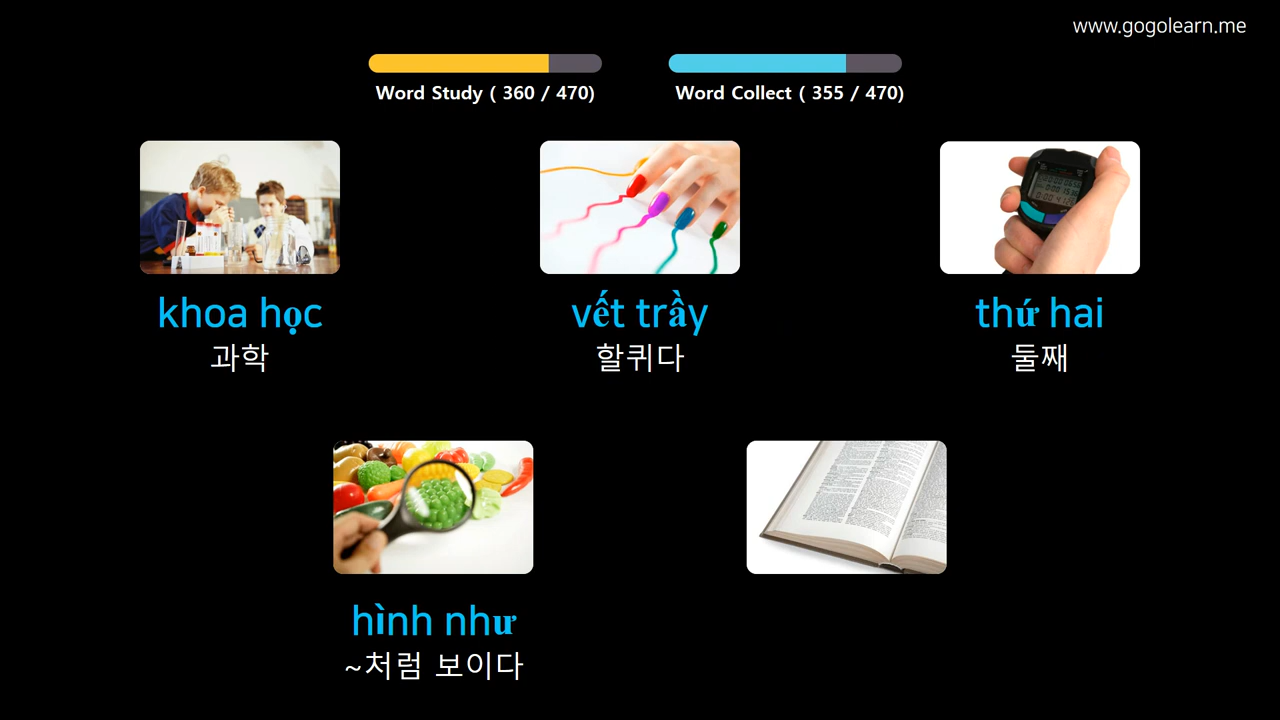 www.gogolearn.me
Word Study ( 360 / 470)
Word Collect ( 355 / 470)
khoa học
과학
vết trầy
할퀴다
thứ hai
둘째
hình như
~처럼 보이다